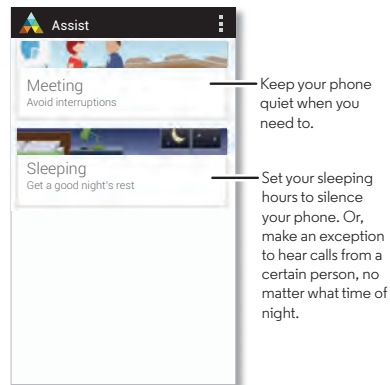 Assist
Meeting
Avoid interruptions
Keep your phone
quiet when you
need to.
Sleeping
Get a good night's rest
Set your sleeping
hours to silence
your phone. Or,
make an exception
to hear calls from a
certain person, no
matter what time of
night.